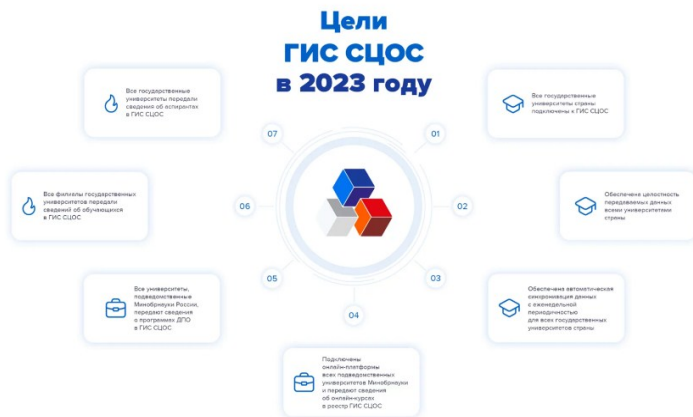 Цели
ГИС СЦОС
в 2023 году
01
Все государственные
университеты страны
подключены к ГИС СЦОС
02
Обеспечена целостность
передаваемых данных
всеми университетами
страны
03
Обеспечена автоматическая
синхронизация данных
с еженедельной
периодичностью
для всех государственных
университетов страны
04
Подключены
онлайн-платформы
всех подведомственных
университетов Минобрнауки
и передают сведения
об онлайн-курсах
в реестр ГИС СЦОС
05
Все университеты,
подведомственные
Минобрнауки России,
передают сведения
о программах ДПО
в ГИС СЦОС
06
Все филиалы государственных
университетов передали
сведений об обучающихся
в ГИС СЦОС
07
Все государственные
университеты передали
сведения об аспирантах
в ГИС СЦОС